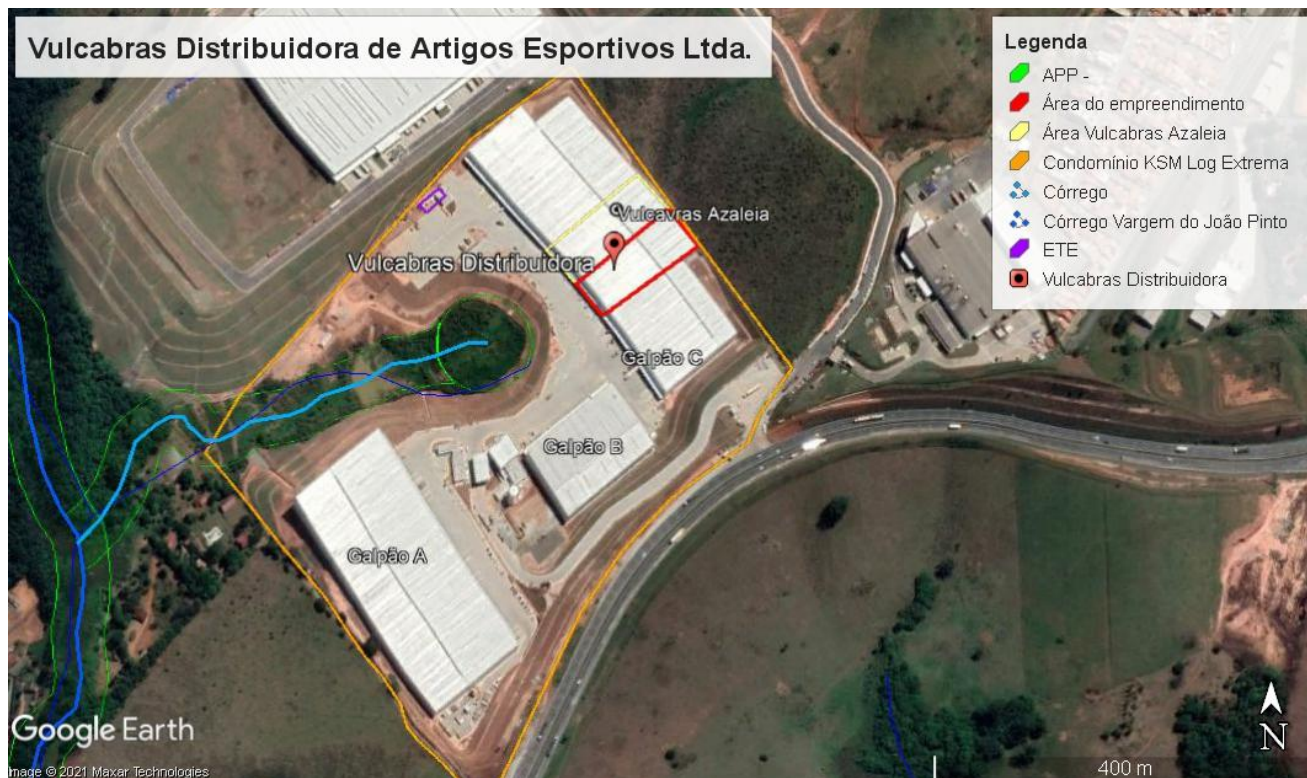 Vulcabras Distribuidora de Artigos Esportivos Ltda.
Legenda
APP -
Área do empreendimento
Área Vulcabras Azaleia
Condomínio KSM Log Extrema
Córrego
Córrego Vargem do João Pinto
ETE
Vulcabras Distribuidora
Vulcavras Azaleia
Vulcabras Distribuidora
Galpão C
Galpão B
Galpão A
Google Earth
N
Image © 2021 Maxar Technologies
400 m